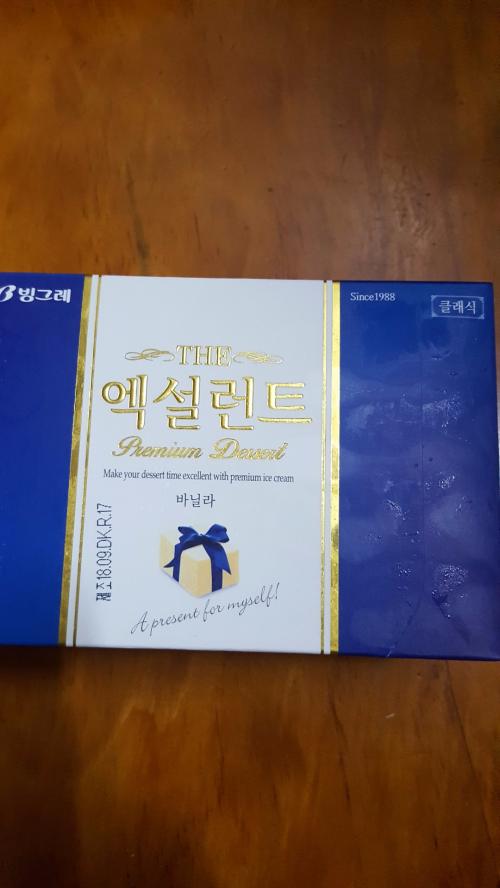 빙그레
Since1988
클래식
THE
엑설런트
Premium Dessert
Make your dessert time excellent with premium ice cream
바닐라
제조18.09.DK.R.17
A present for myself!